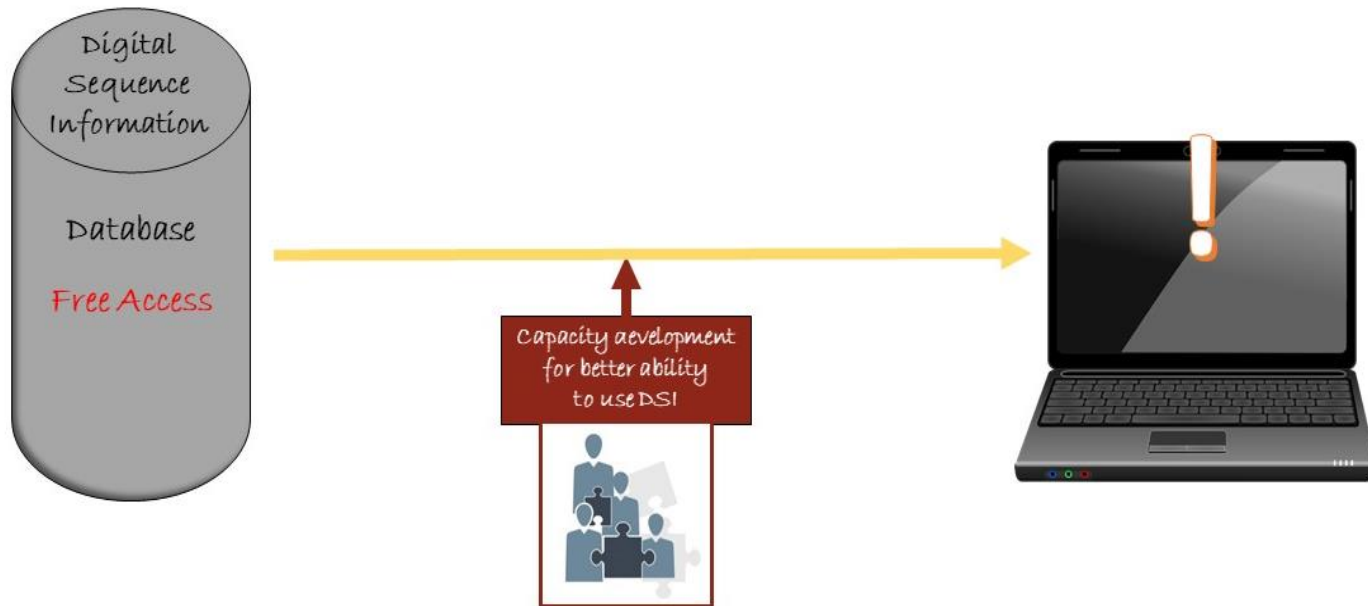 Digital
Sequence
Information
Database
Free Access
Capacity aevelopment
for better ability
to use DSI